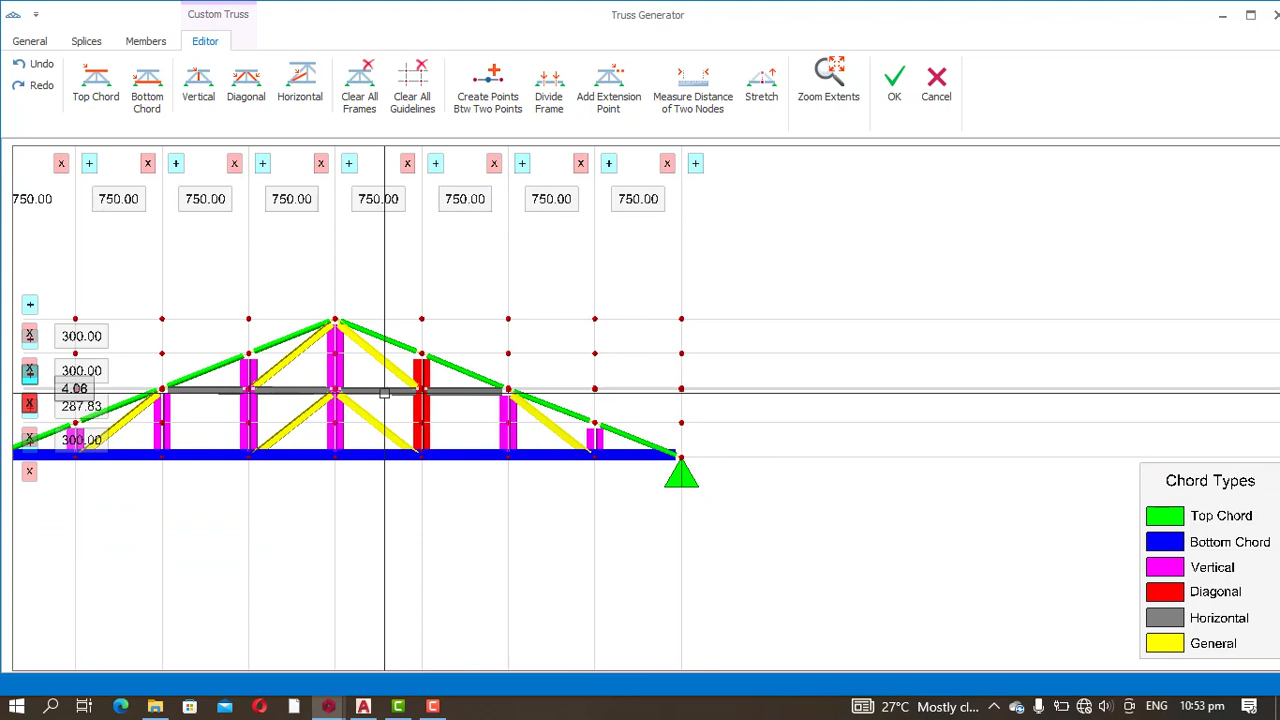 Custom Truss
Truss Generator
General Splices Members Editor
Undo
Redo
Top Chord
Bottom Chord
Vertical
Diagonal
Horizontal
Clear All Frames
Clear All Guidelines
Create Points Btw Two Points
Divide Frame
Add Extension Point
Measure Distance of Two Nodes
Stretch
Zoom Extents
OK
Cancel
x + x + x + x + x + x + x + x +
750.00 750.00 750.00 750.00 750.00 750.00 750.00 750.00
+
x 300.00
x 300.00
4.06
x 287.83
x 300.00
x
Chord Types
Top Chord
Bottom Chord
Vertical
Diagonal
Horizontal
General
27°C Mostly cl... ENG 10:53 pm